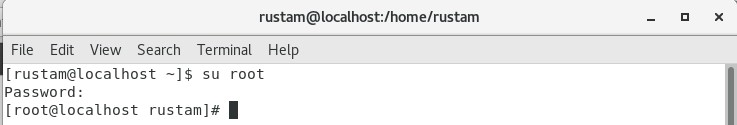 rustam@localhost:/home/rustam
File Edit View Search Terminal Help
[rustam@localhost ~]$ su root
Password:
[root@localhost rustam]#